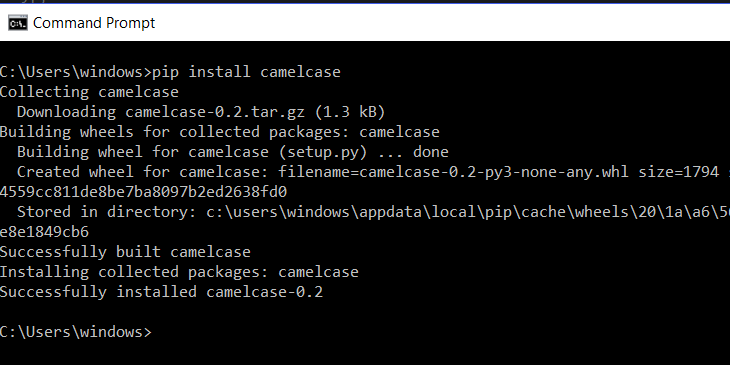 Command Prompt
C:\Users\windows>pip install camelcase
Collecting camelcase
  Downloading camelcase-0.2.tar.gz (1.3 kB)
Building wheels for collected packages: camelcase
  Building wheel for camelcase (setup.py) ... done
  Created wheel for camelcase: filename=camelcase-0.2-py3-none-any.whl size=1794
4559cc811de8be7ba8097b2ed2638fd0
  Stored in directory: c:\users\windows\appdata\local\pip\cache\wheels\20\1a\a6\
e8e1849cb6
Successfully built camelcase
Installing collected packages: camelcase
Successfully installed camelcase-0.2
C:\Users\windows>